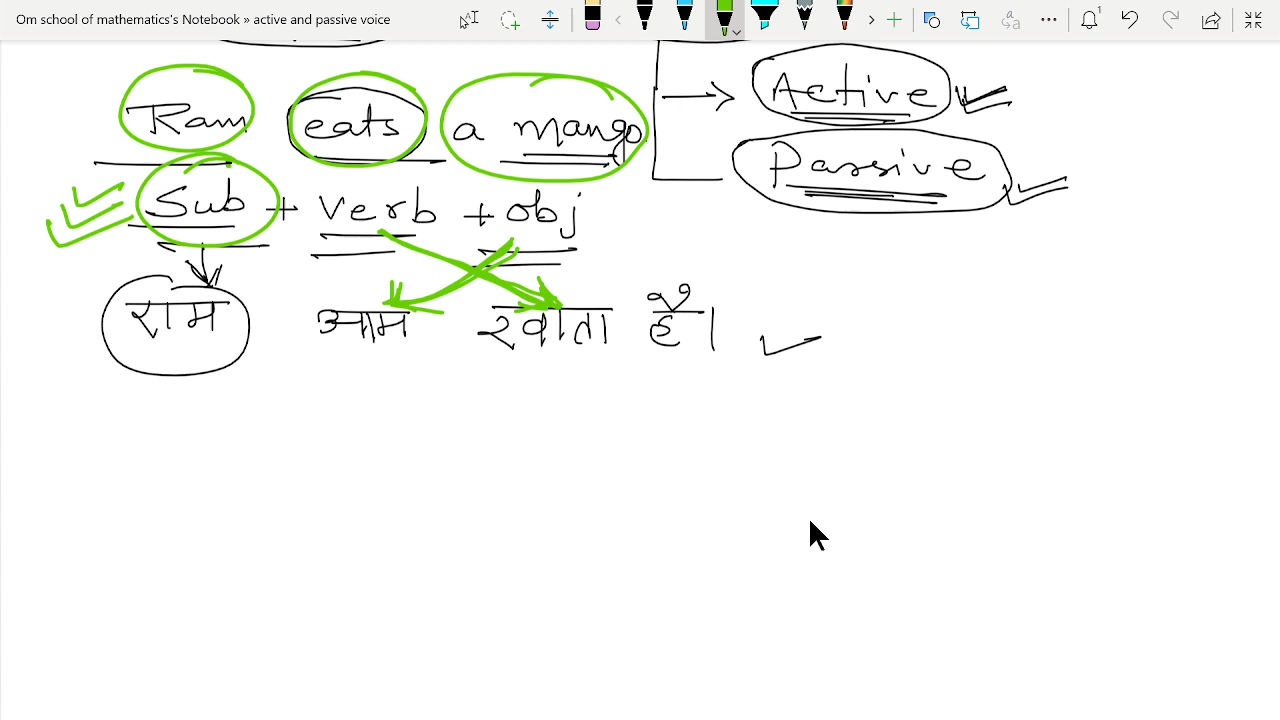 Om school of mathematics's Notebook » active and passive voice
Ram eats a mango
Active
Passive
Sub + verb + obj
राम आम खाता है।